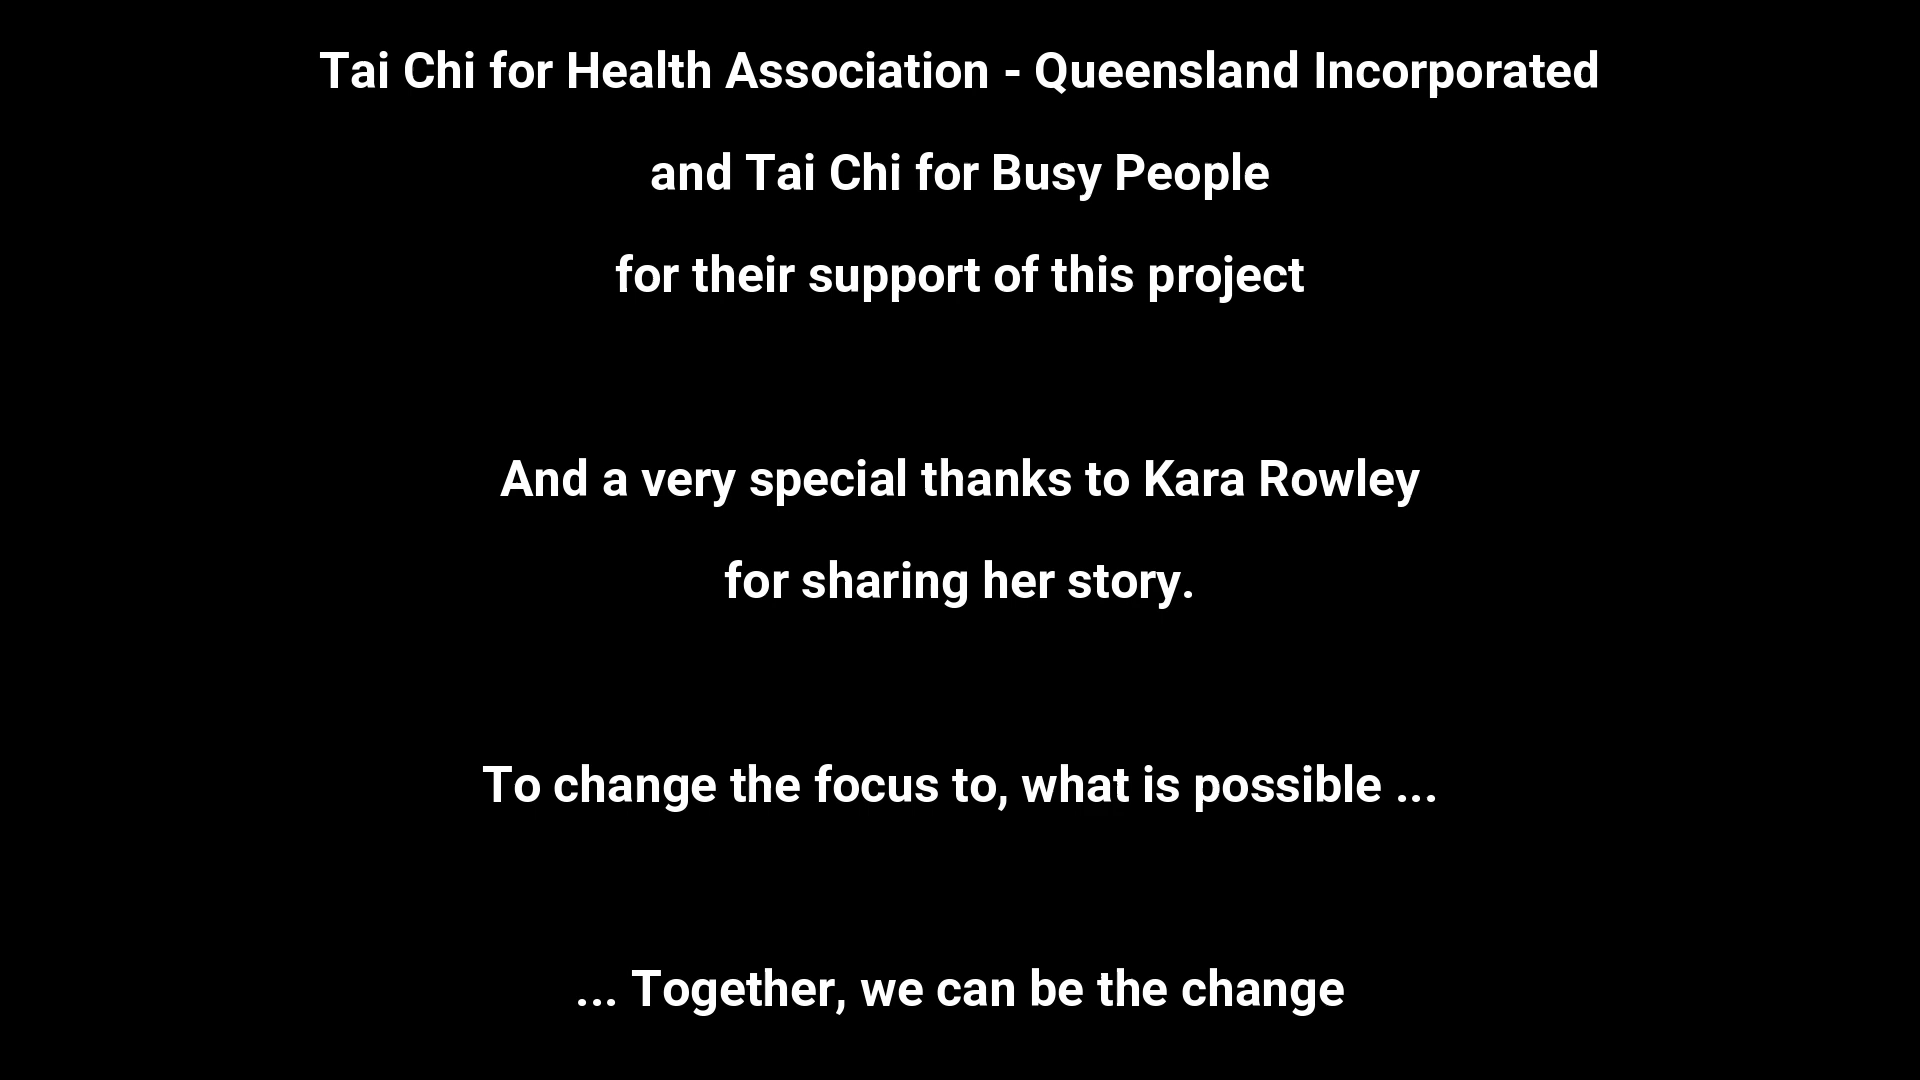 Tai Chi for Health Association - Queensland Incorporated
and Tai Chi for Busy People
for their support of this project
And a very special thanks to Kara Rowley
for sharing her story.
To change the focus to, what is possible ...
... Together, we can be the change